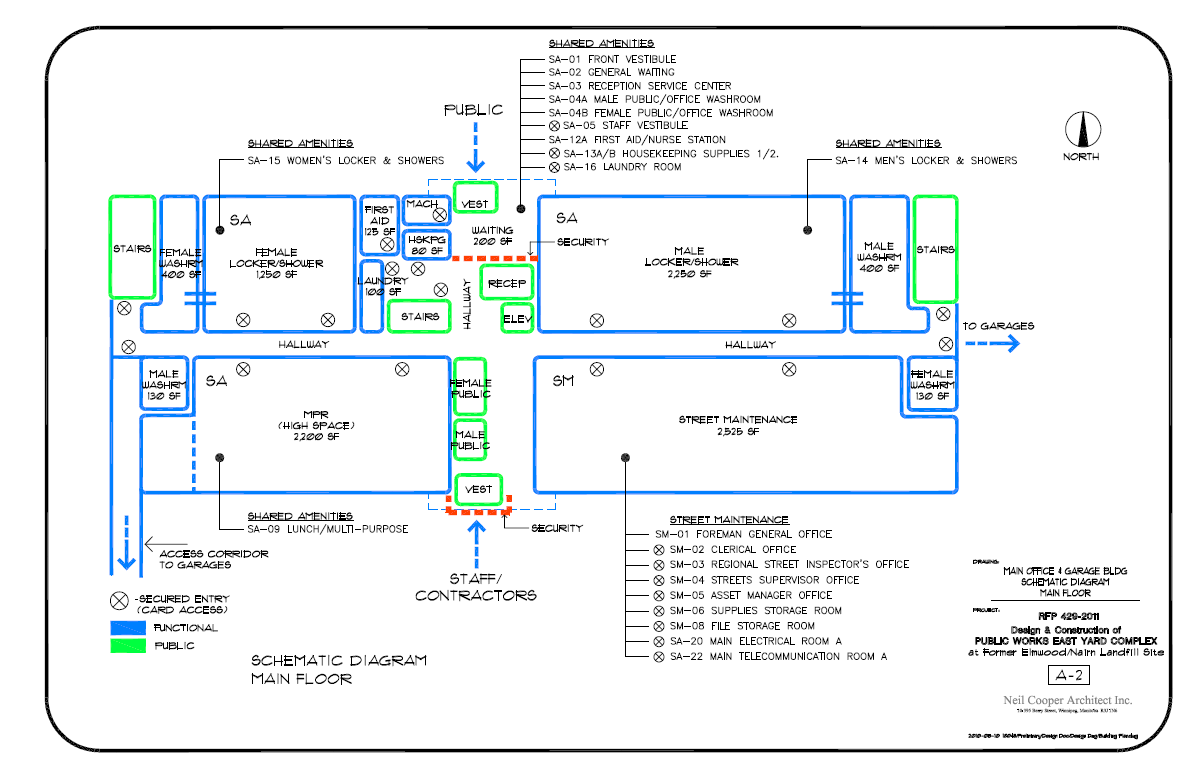 SHARED AMENITIES
SA-01 FRONT VESTIBULE
SA-02 GENERAL WAITING
SA-03 RECEPTION SERVICE CENTER
SA-04A MALE PUBLIC/OFFICE WASHROOM
SA-04B FEMALE PUBLIC/OFFICE WASHROOM
SA-05 STAFF VESTIBULE
SA-12A FIRST AID/NURSE STATION
SA-13A/B HOUSEKEEPING SUPPLIES 1/2.
SA-16 LAUNDRY ROOM
PUBLIC
SHARED AMENITIES
SA-15 WOMEN'S LOCKER & SHOWERS
SHARED AMENITIES
SA-14 MEN'S LOCKER & SHOWERS
NORTH
STAIRS
FEMALE
WASHRM
400 SF
SA
FEMALE
LOCKER/SHOWER
1,250 SF
FIRST
AID
125 SF
MACH
HSKPG
80 SF
LAUNDRY
100 SF
STAIRS
VEST
WAITING
200 SF
SECURITY
HALLWAY
RECEP
ELEV
SA
MALE
LOCKER/SHOWER
2,250 SF
MALE
WASHRM
400 SF
STAIRS
TO GARAGES
HALLWAY
HALLWAY
MALE
WASHRM
130 SF
SA
MPR
(HIGH SPACE)
2,200 SF
FEMALE
PUBLIC
MALE
PUBLIC
VEST
SM
STREET MAINTENANCE
2,525 SF
FEMALE
WASHRM
130 SF
SHARED AMENITIES
SA-09 LUNCH/MULTI-PURPOSE
SECURITY
ACCESS CORRIDOR
TO GARAGES
STAFF/
CONTRACTORS
STREET MAINTENANCE
SM-01 FOREMAN GENERAL OFFICE
SM-02 CLERICAL OFFICE
SM-03 REGIONAL STREET INSPECTOR'S OFFICE
SM-04 STREETS SUPERVISOR OFFICE
SM-05 ASSET MANAGER OFFICE
SM-06 SUPPLIES STORAGE ROOM
SM-08 FILE STORAGE ROOM
SA-20 MAIN ELECTRICAL ROOM A
SA-22 MAIN TELECOMMUNICATION ROOM A
-SECURED ENTRY
(CARD ACCESS)
FUNCTIONAL
PUBLIC
SCHEMATIC DIAGRAM
MAIN FLOOR
DRAWING:
MAIN OFFICE & GARAGE BLDG
SCHEMATIC DIAGRAM
MAIN FLOOR
PROJECT:
RFP 429-2011
Design & Construction of
PUBLIC WORKS EAST YARD COMPLEX
at Former Elmwood/Nairn Landfill Site
A-2
Neil Cooper Architect Inc.